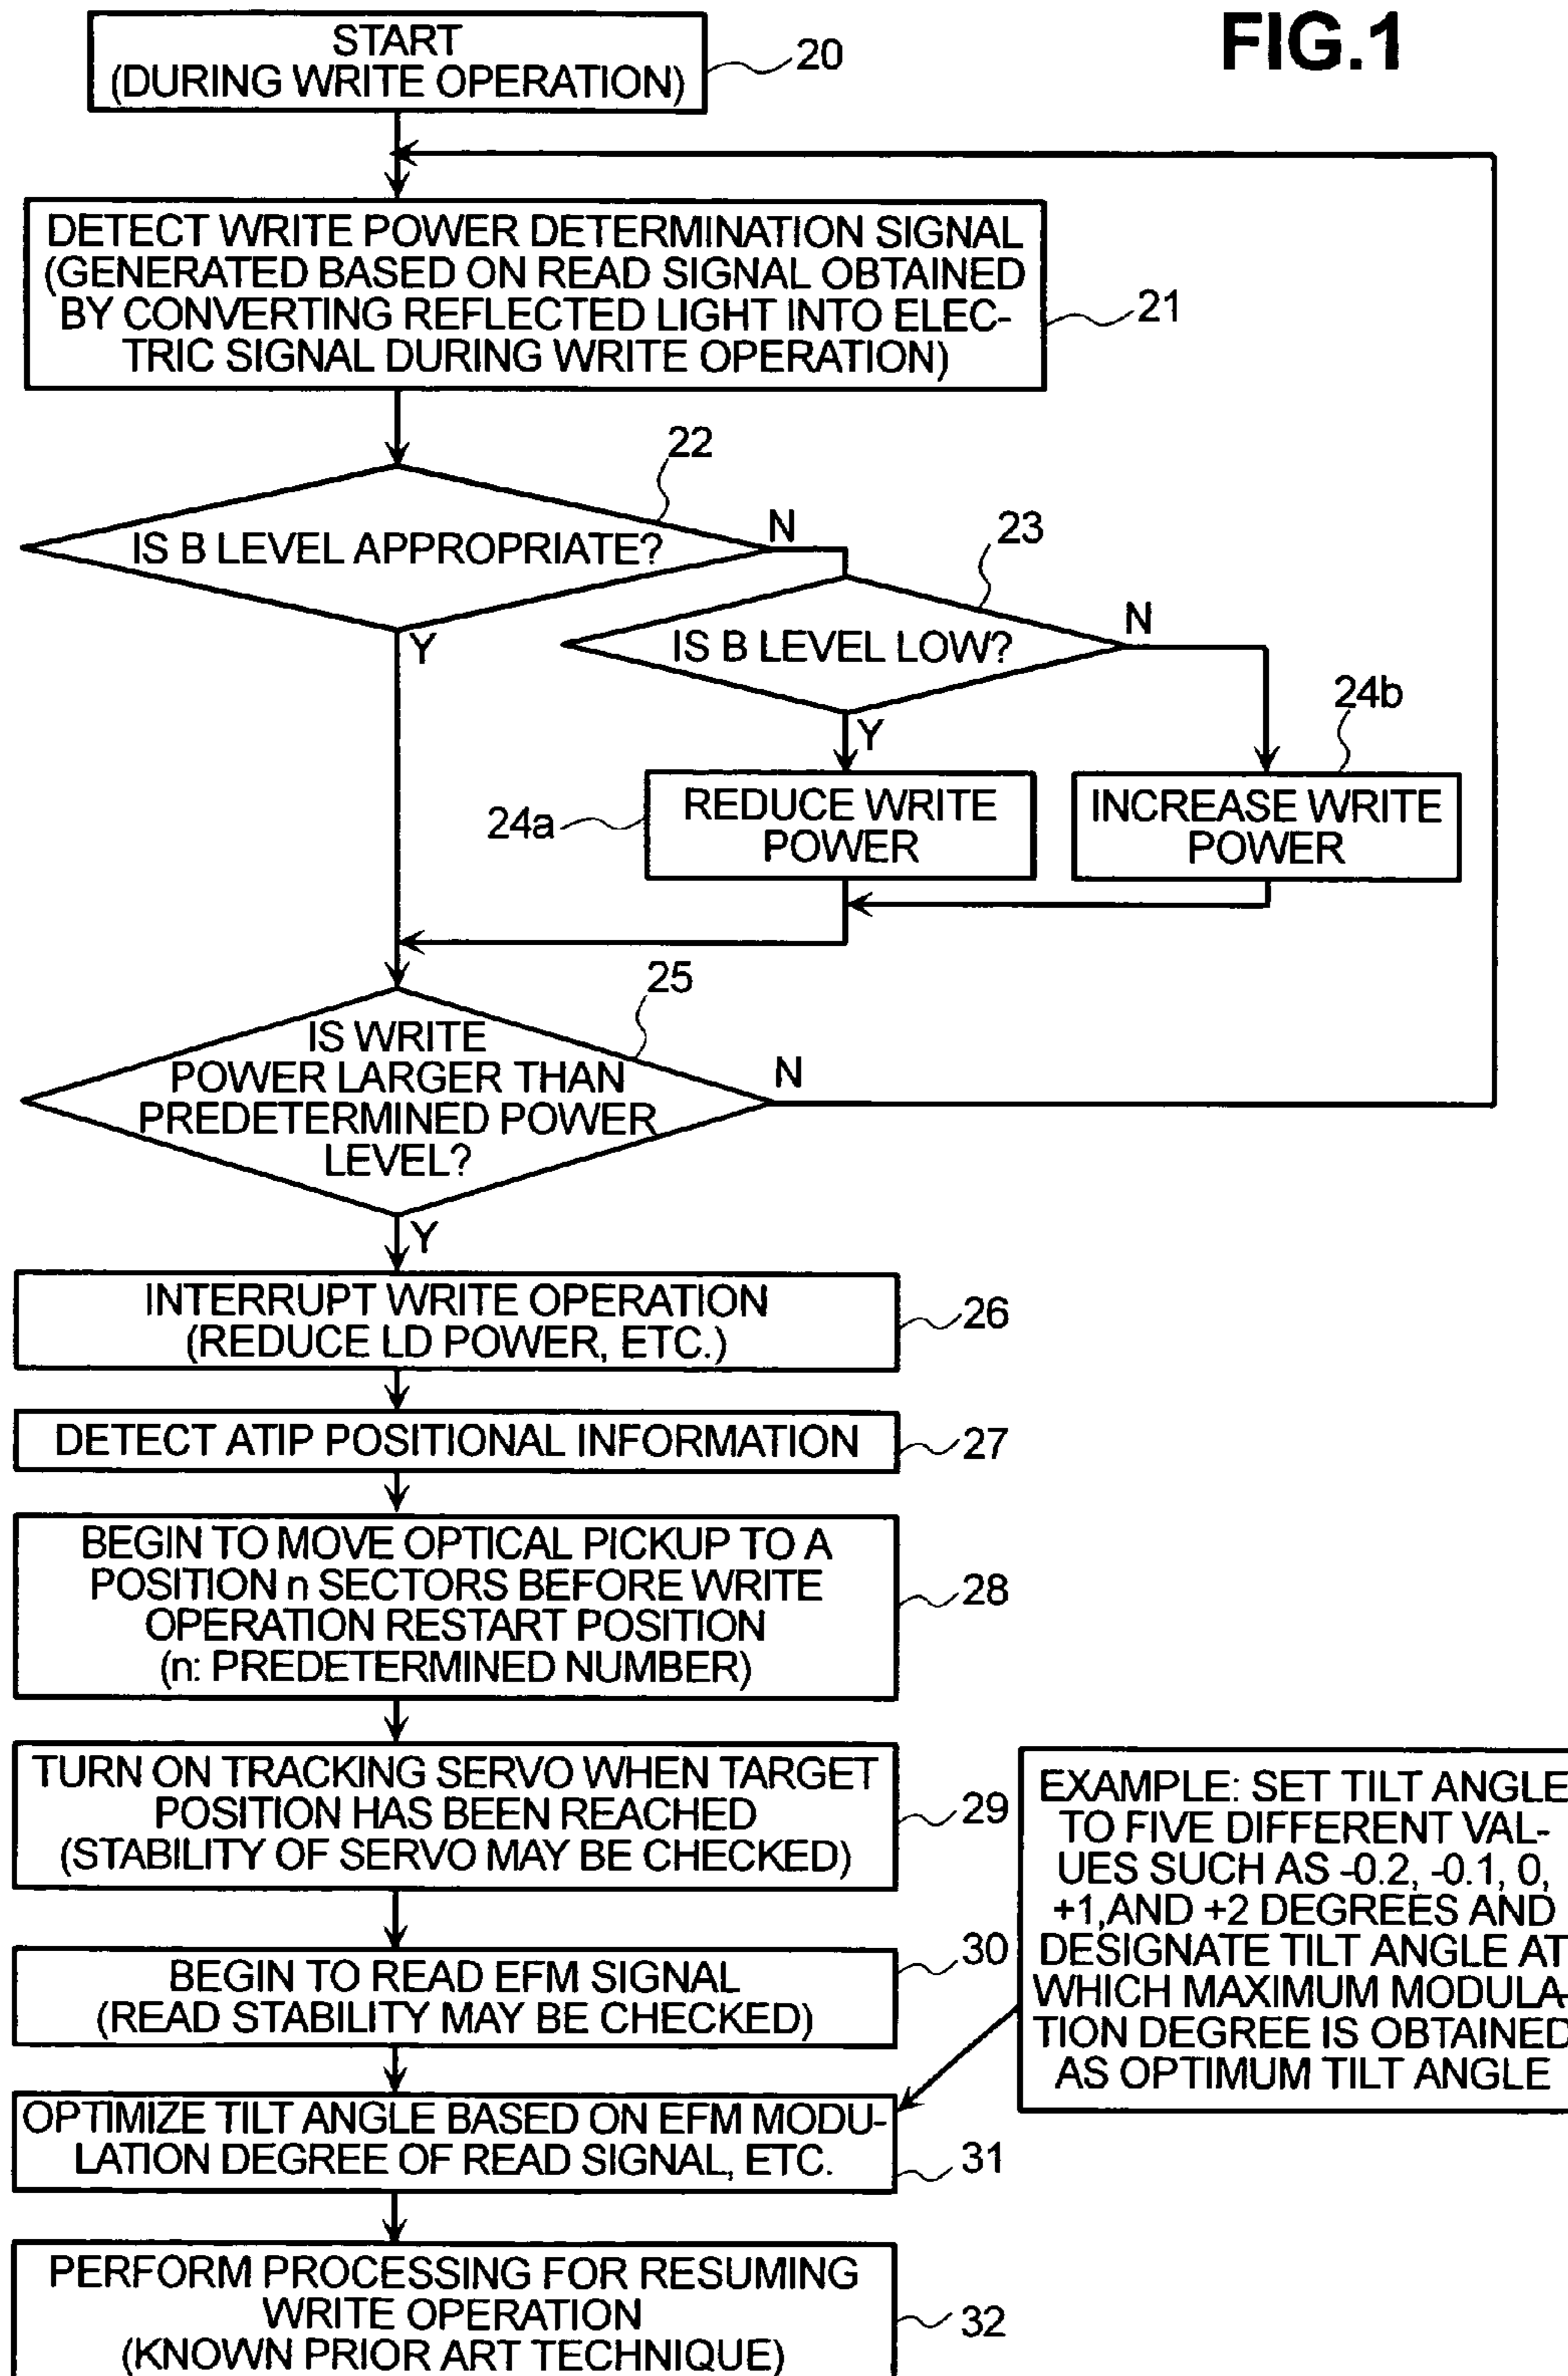 FIG.1
START
(DURING WRITE OPERATION)
20
DETECT WRITE POWER DETERMINATION SIGNAL
(GENERATED BASED ON READ SIGNAL OBTAINED
BY CONVERTING REFLECTED LIGHT INTO ELEC-
TRIC SIGNAL DURING WRITE OPERATION)
21
22
IS B LEVEL APPROPRIATE?
N
Y
23
IS B LEVEL LOW?
N
Y
24a
REDUCE WRITE
POWER
24b
INCREASE WRITE
POWER
25
IS WRITE
POWER LARGER THAN
PREDETERMINED POWER
LEVEL?
N
Y
INTERRUPT WRITE OPERATION
(REDUCE LD POWER, ETC.)
26
DETECT ATIP POSITIONAL INFORMATION
27
BEGIN TO MOVE OPTICAL PICKUP TO A
POSITION n SECTORS BEFORE WRITE
OPERATION RESTART POSITION
(n: PREDETERMINED NUMBER)
28
TURN ON TRACKING SERVO WHEN TARGET
POSITION HAS BEEN REACHED
(STABILITY OF SERVO MAY BE CHECKED)
29
BEGIN TO READ EFM SIGNAL
(READ STABILITY MAY BE CHECKED)
30
EXAMPLE: SET TILT ANGLE
TO FIVE DIFFERENT VAL-
UES SUCH AS -0.2, -0.1, 0,
+1,AND +2 DEGREES AND
DESIGNATE TILT ANGLE AT
WHICH MAXIMUM MODULA-
TION DEGREE IS OBTAINED
AS OPTIMUM TILT ANGLE
OPTIMIZE TILT ANGLE BASED ON EFM MODU-
LATION DEGREE OF READ SIGNAL, ETC.
31
PERFORM PROCESSING FOR RESUMING
WRITE OPERATION
(KNOWN PRIOR ART TECHNIQUE)
32